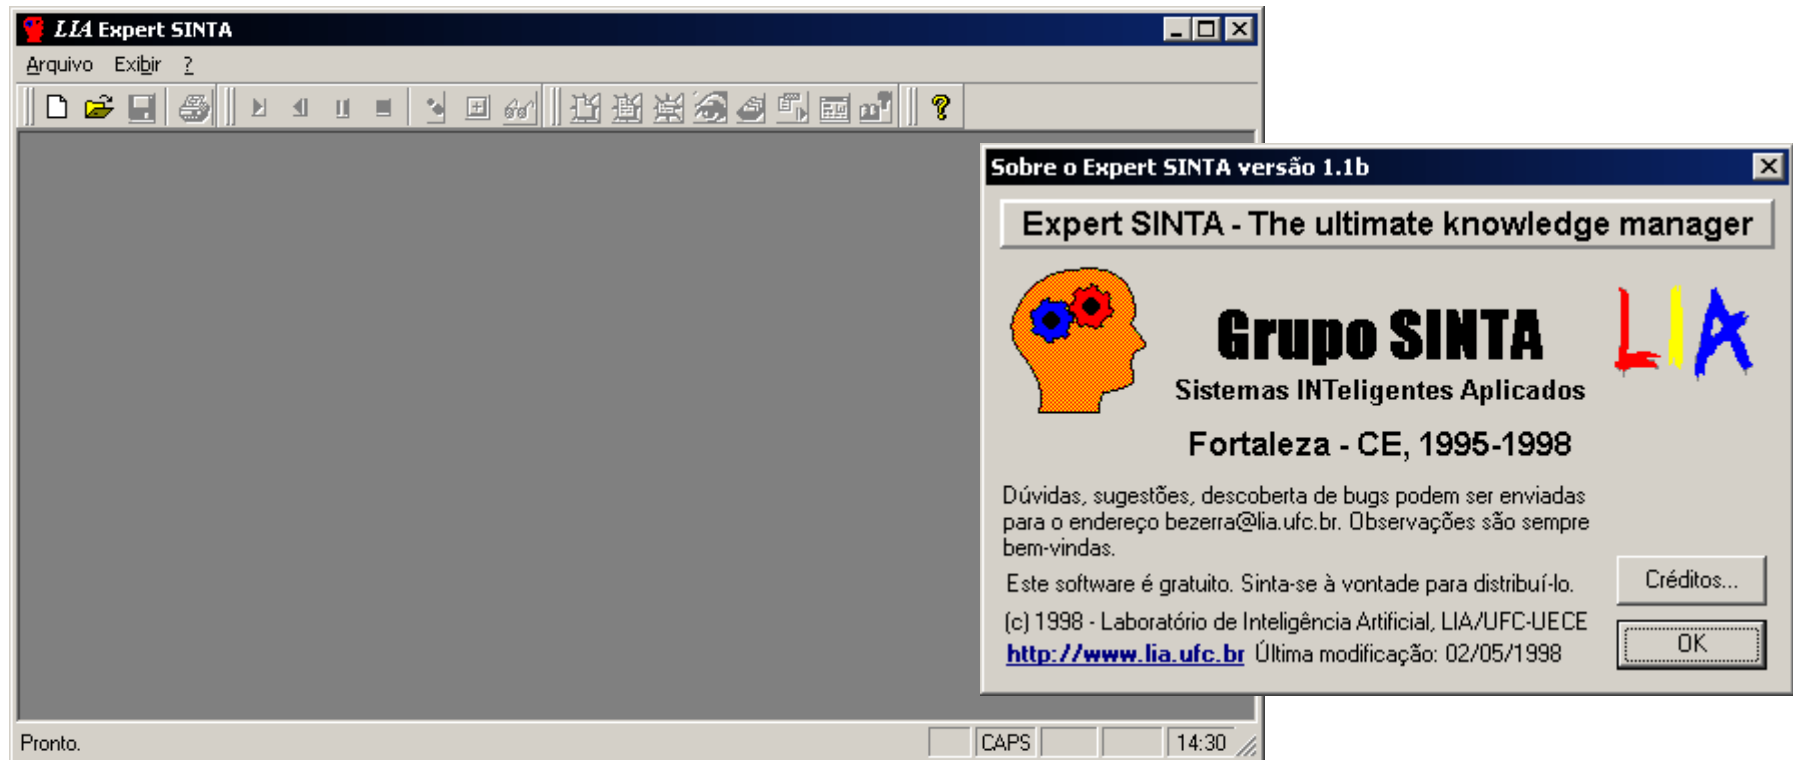 LIA Expert SINTA
Arquivo Exibir ?
Sobre o Expert SINTA versão 1.1b
Expert SINTA - The ultimate knowledge manager
Grupo SINTA
LIA
Sistemas INTeligentes Aplicados
Fortaleza - CE, 1995-1998
Dúvidas, sugestões, descoberta de bugs podem ser enviadas
para o endereço bezerra@lia.ufc.br. Observações são sempre
bem-vindas.
Este software é gratuito. Sinta-se à vontade para distribuí-lo.
Créditos...
(c) 1998 - Laboratório de Inteligência Artificial, LIA/UFC-UECE
http://www.lia.ufc.br Última modificação: 02/05/1998
OK
Pronto.
CAPS
14:30